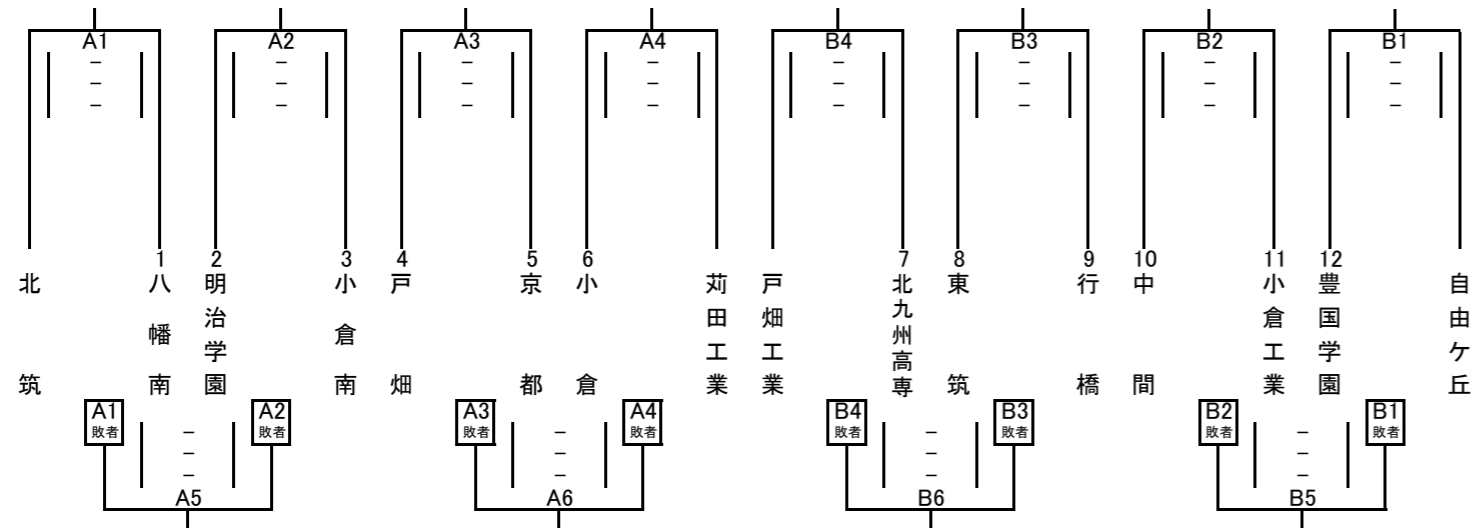 A1 A2 A3 A4 B4 B3 B2 B1
– – – – – – – –
– – – – – – – –
– – – – – – – –
1 2 3 4 5 6 7 8 9 10 11 12
北筑
八幡南
明治学園
小倉南
戸畑
京都
小倉
苅田工業
戸畑工業
北九州高専
東筑
行橋
中間
小倉工業
豊国学園
自由ケ丘
A1 A2 A3 A4 B4 B3 B2 B1
敗者 敗者 敗者 敗者 敗者 敗者 敗者 敗者
– – – –
– – – –
– – – –
A5 A6 B6 B5